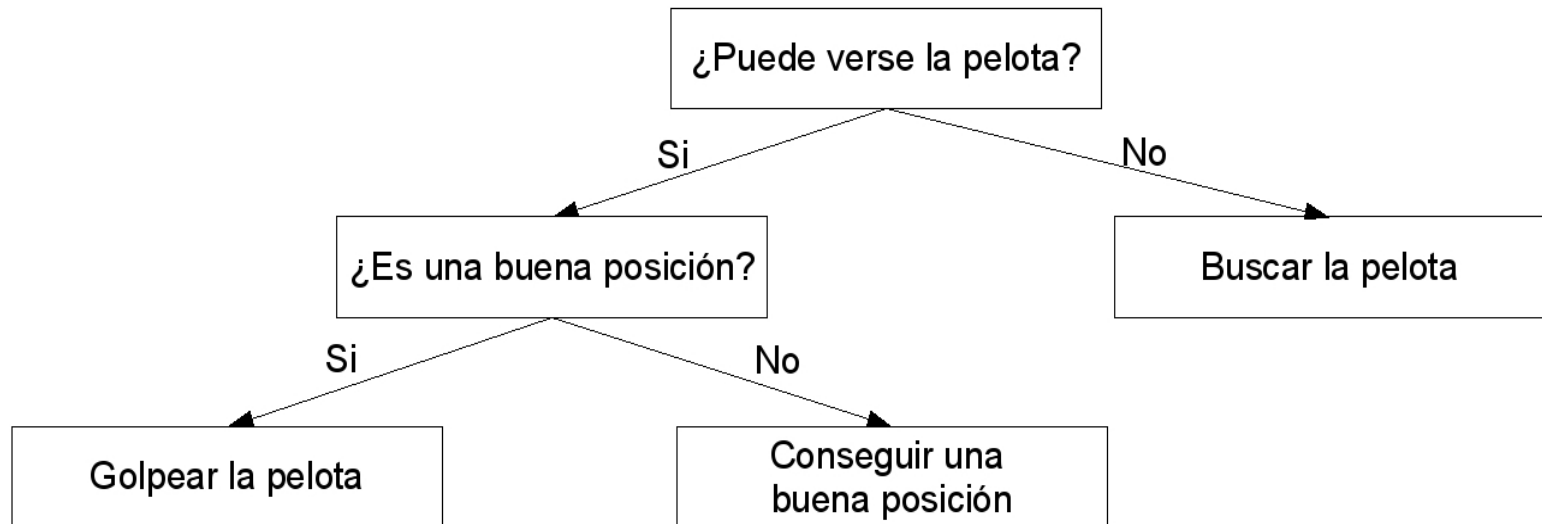 ¿Puede verse la pelota?
Si
No
¿Es una buena posición?
Buscar la pelota
Si
No
Golpear la pelota
Conseguir una
buena posición